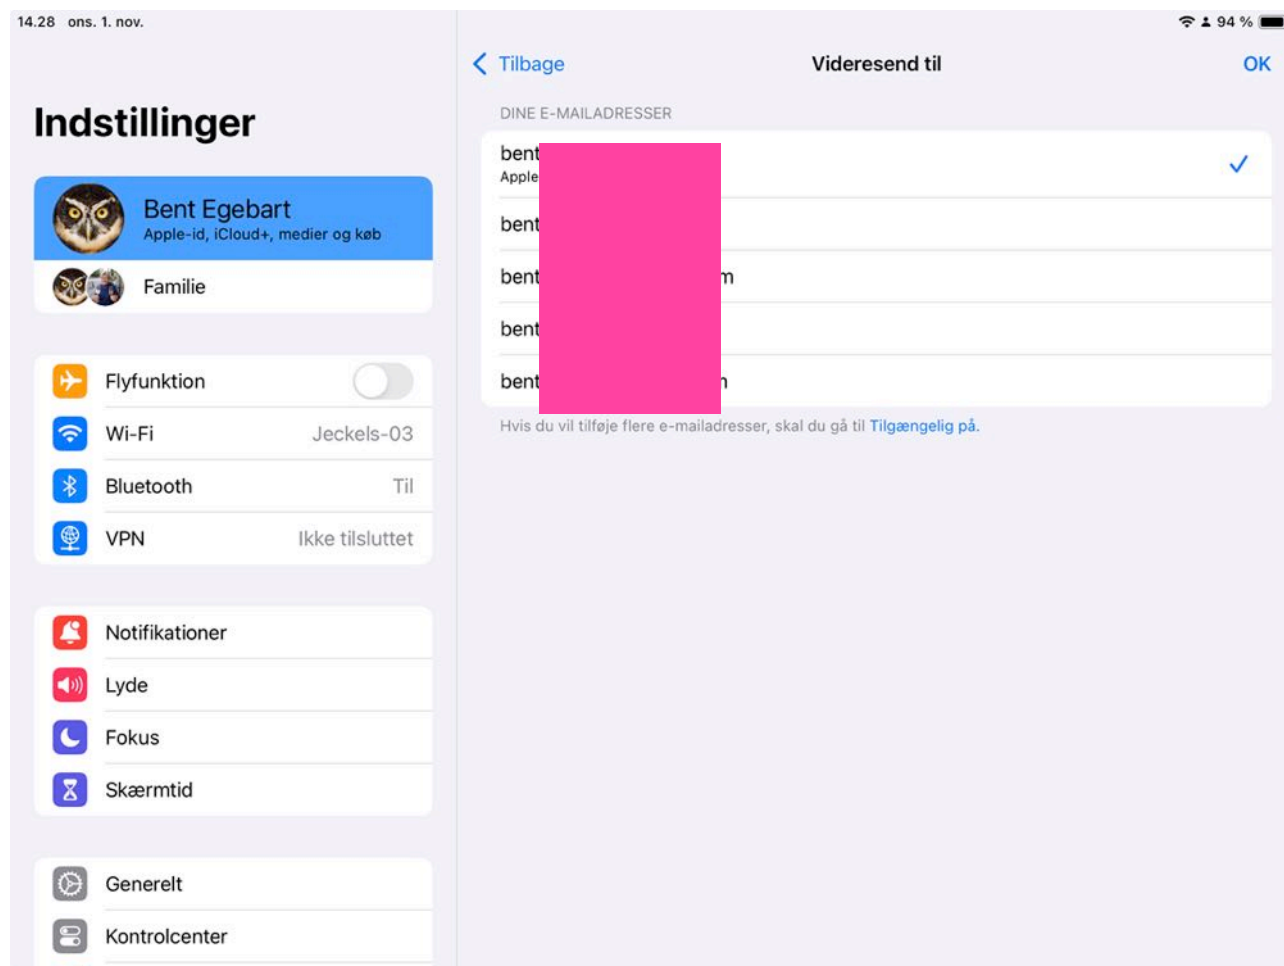 14.28 ons. 1. nov.
94 %
Indstillinger
Bent Egebart
Apple-id, iCloud+, medier og køb
Familie
Flyfunktion
Wi-Fi Jeckels-03
Bluetooth Til
VPN Ikke tilsluttet
Notifikationer
Lyde
Fokus
Skærmtid
Generelt
Kontrolcenter
Tilbage Videresend til OK
DINE E-MAILADRESSER
bent
Apple
bent
bent m
bent
bent
Hvis du vil tilføje flere e-mailadresser, skal du gå til Tilgængelig på.